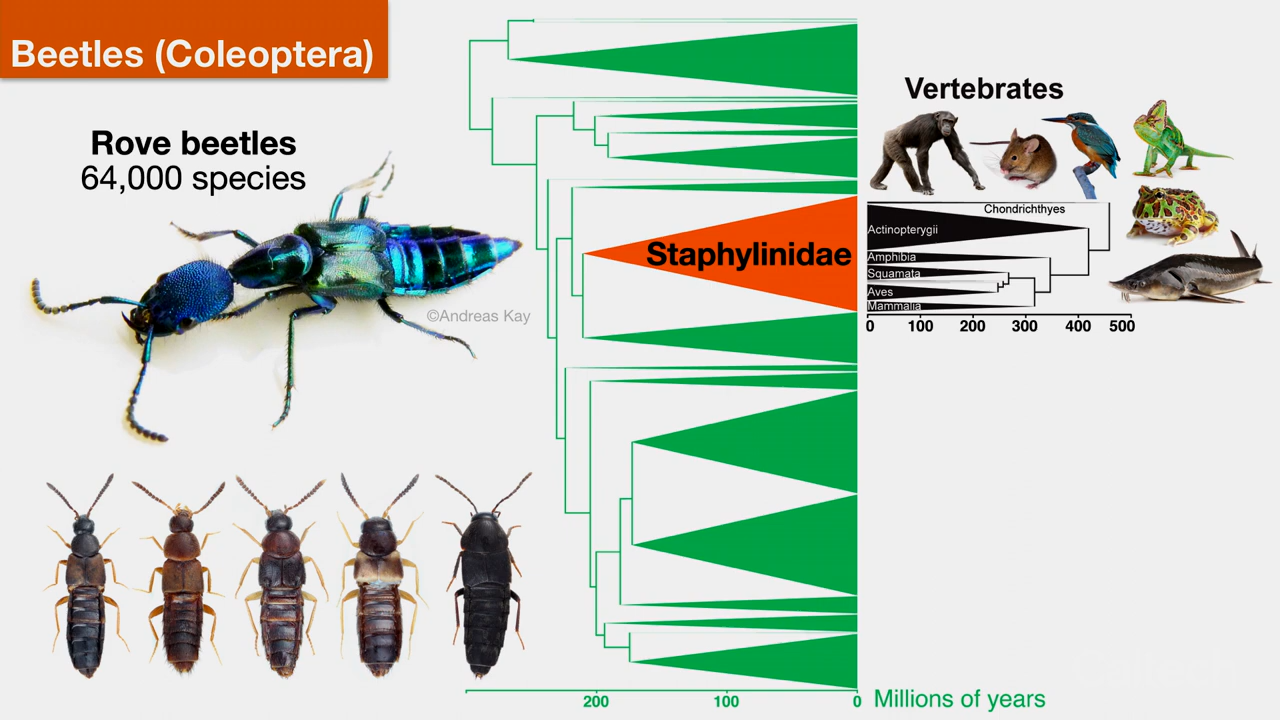 Beetles (Coleoptera)
Rove beetles
64,000 species
©Andreas Kay
Staphylinidae
200
100
0
Millions of years
Vertebrates
Chondrichthyes
Actinopterygii
Amphibia
Squamata
Aves
Mammalia
0 100 200 300 400 500
Caltech